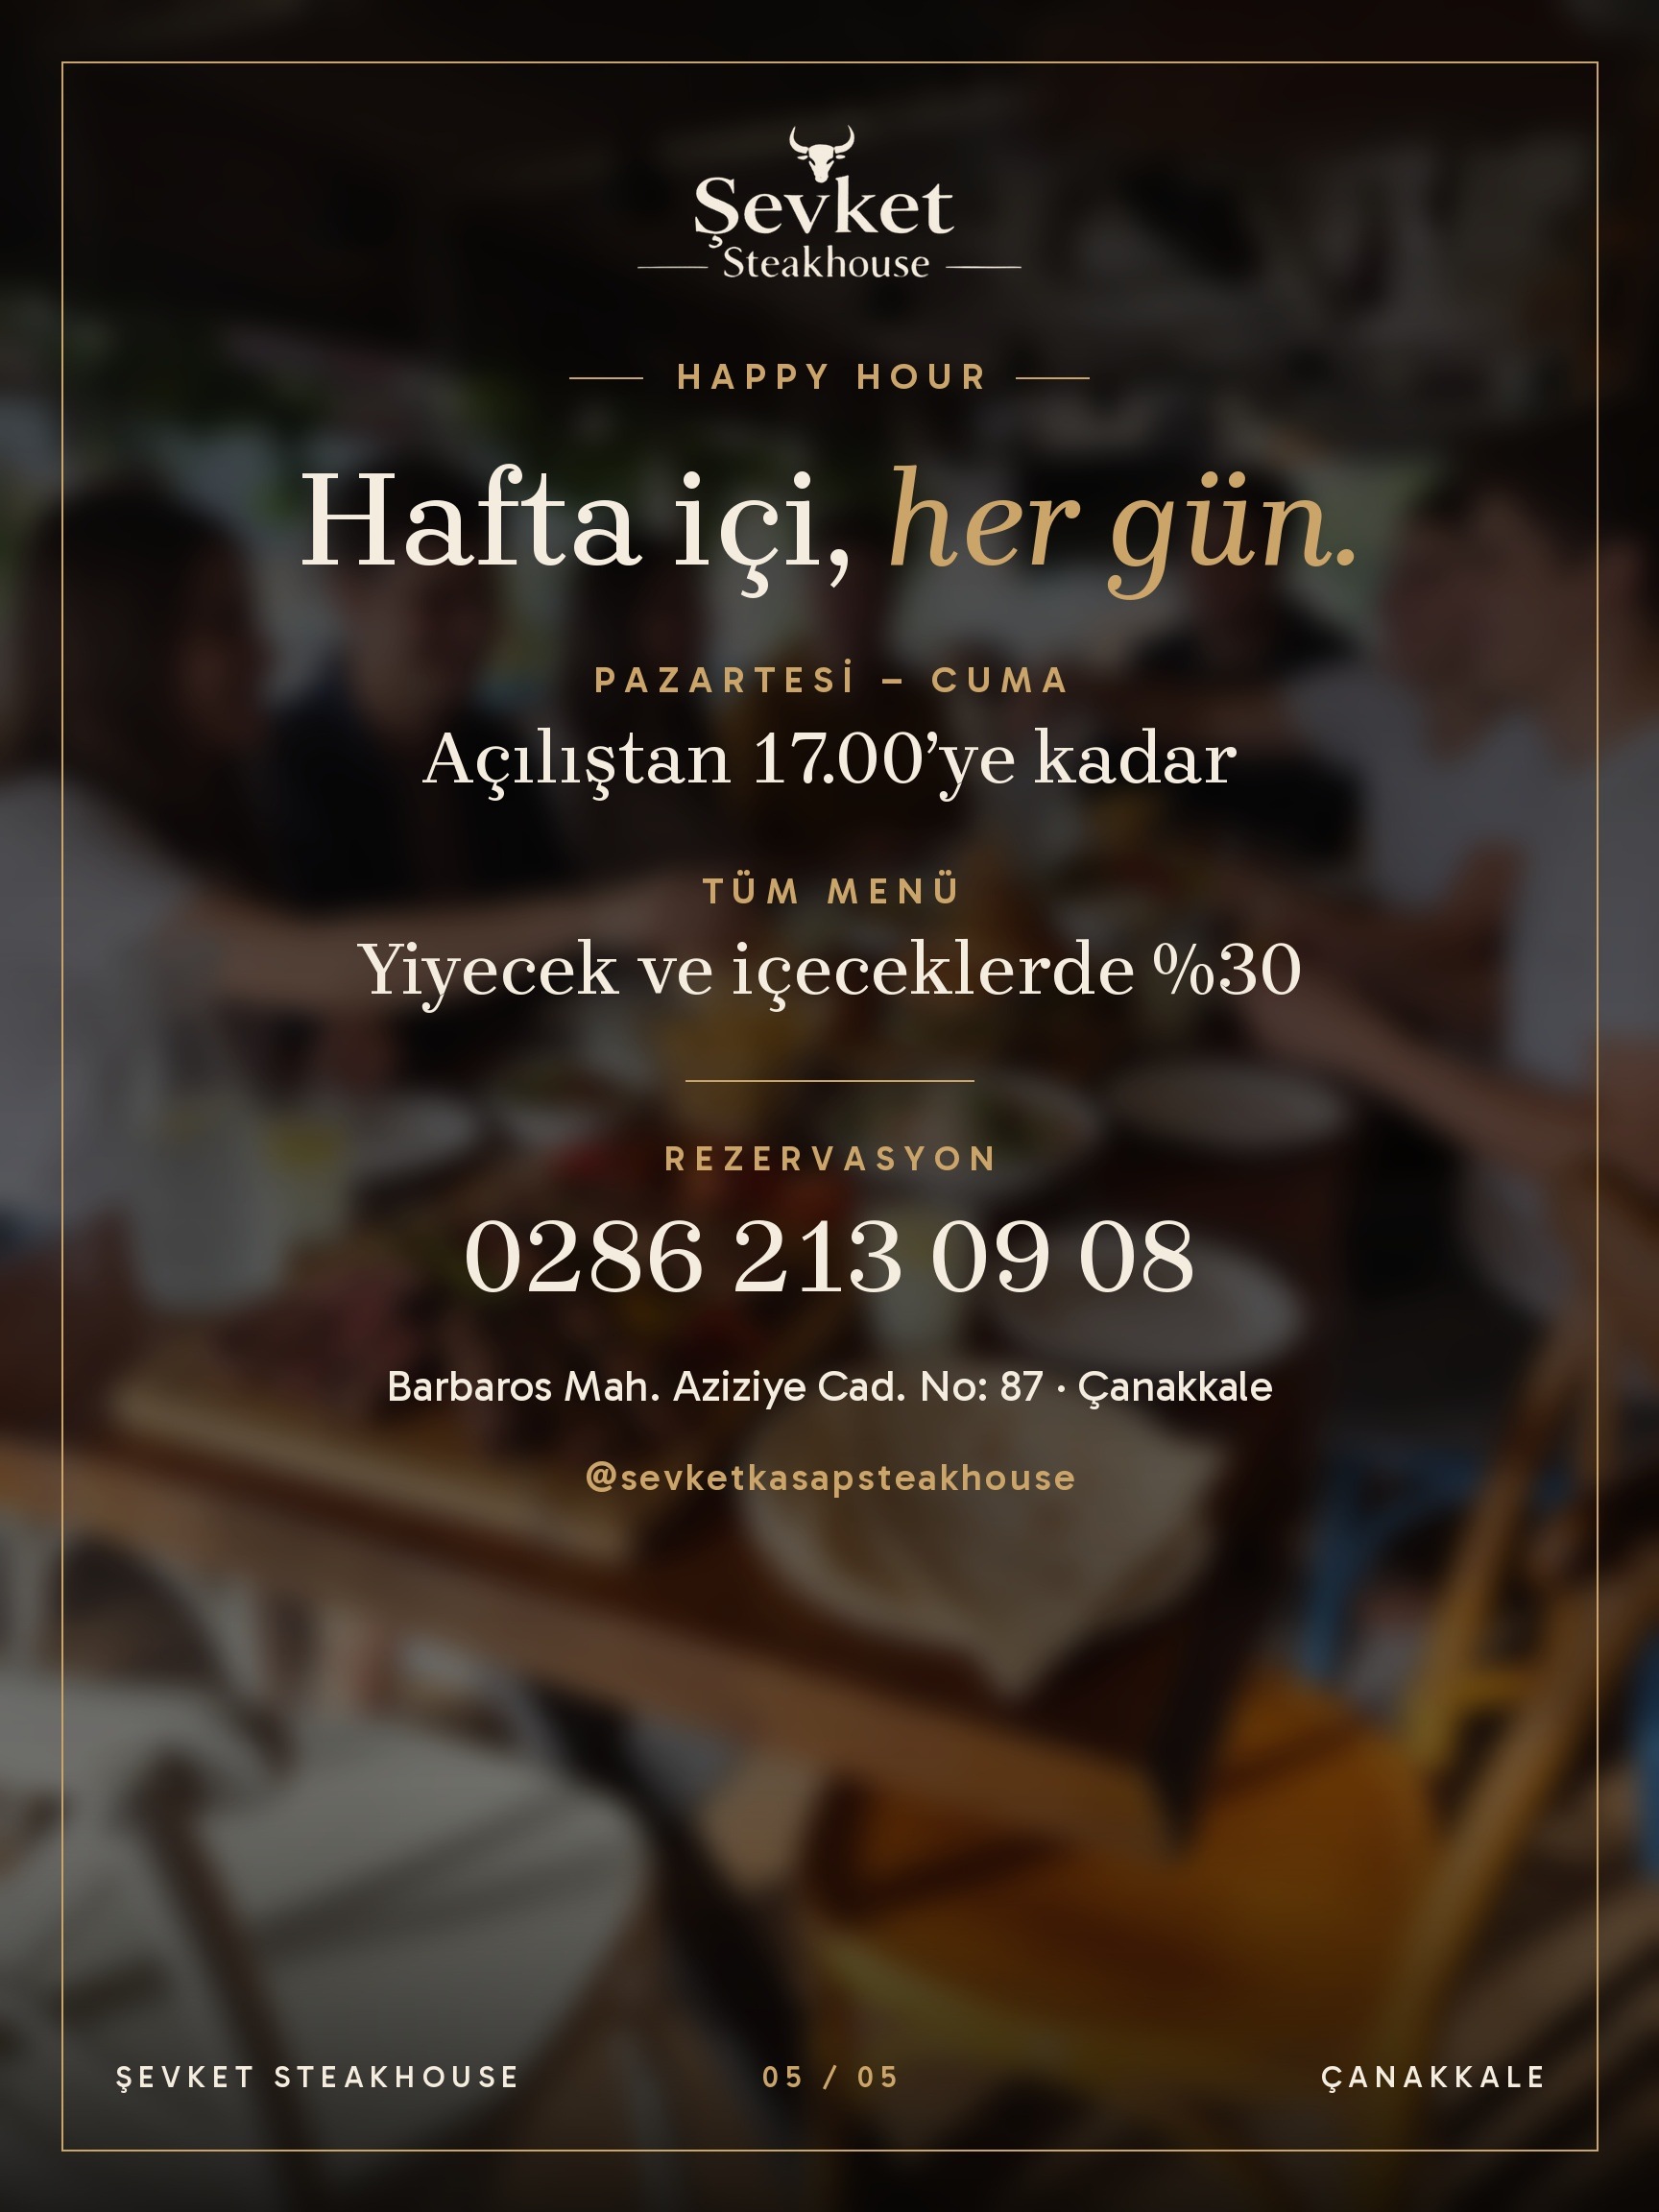 Şevket
Steakhouse
HAPPY HOUR
Hafta içi, her gün.
PAZARTESİ – CUMA
Açılıştan 17.00’ye kadar
TÜM MENÜ
Yiyecek ve içeceklerde %30
REZERVASYON
0286 213 09 08
Barbaros Mah. Aziziye Cad. No: 87 · Çanakkale
@sevketkasapsteakhouse
ŞEVKET STEAKHOUSE
05 / 05
ÇANAKKALE